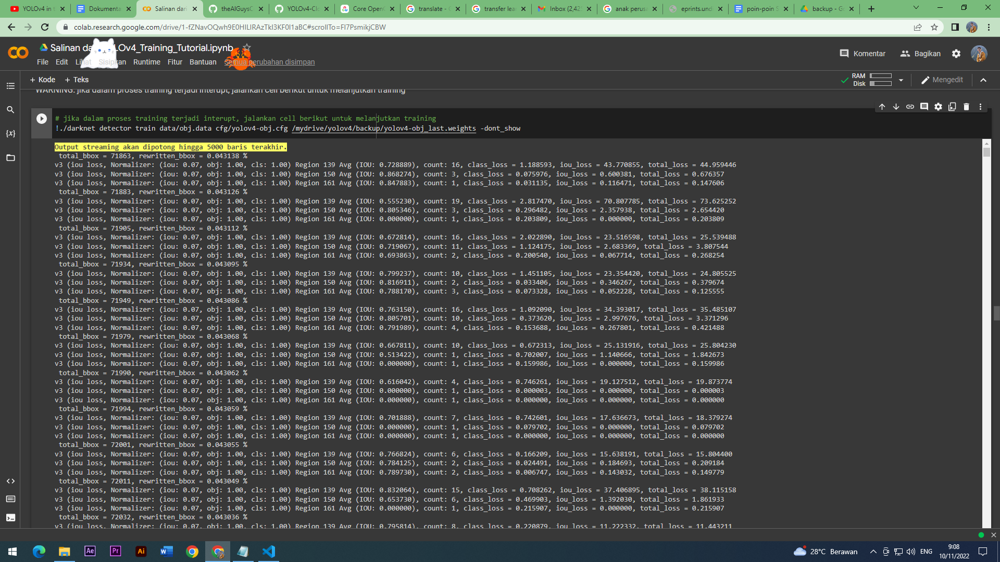 YOLOv4 in t
Dokumenta
Salinan dari
theAIGuysC
YOLOv4-Clo
Core OpenC
translate - G
transfer lear
Inbox (2,425
anak perusa
eprints.undi
poin-poin S
backup - Go
colab.research.google.com/drive/1-fZNavOQwh9E0HILIRAzTkI3KF0I1aBC#scrollTo=FI7PsmikjCBW
YOLOv4_Training_Tutorial.ipynb
File Edit Lihat Sisipkan Runtime Fitur Bantuan Semua perubahan disimpan
Komentar Bagikan
+ Kode + Teks
RAM
Disk
Mengedit
WARNING: jika dalam proses training terjadi interupt, jalankan cell berikut untuk melanjutkan training
# jika dalam proses training terjadi interupt, jalankan cell berikut untuk melanjutkan training
!./darknet detector train data/obj.data cfg/yolov4-obj.cfg /mydrive/yolov4/backup/yolov4-obj_last.weights -dont_show
Output streaming akan dipotong hingga 5000 baris terakhir.
total_bbox = 71863, rewritten_bbox = 0.043138 %
v3 (iou loss, Normalizer: (iou: 0.07, obj: 1.00, cls: 1.00) Region 139 Avg (IOU: 0.728889), count: 16, class_loss = 1.188593, iou_loss = 43.770855, total_loss = 44.959446
v3 (iou loss, Normalizer: (iou: 0.07, obj: 1.00, cls: 1.00) Region 150 Avg (IOU: 0.868274), count: 3, class_loss = 0.075976, iou_loss = 0.600381, total_loss = 0.676357
v3 (iou loss, Normalizer: (iou: 0.07, obj: 1.00, cls: 1.00) Region 161 Avg (IOU: 0.847883), count: 1, class_loss = 0.031135, iou_loss = 0.116471, total_loss = 0.147606
total_bbox = 71883, rewritten_bbox = 0.043126 %
v3 (iou loss, Normalizer: (iou: 0.07, obj: 1.00, cls: 1.00) Region 139 Avg (IOU: 0.555230), count: 19, class_loss = 2.817470, iou_loss = 70.807785, total_loss = 73.625252
v3 (iou loss, Normalizer: (iou: 0.07, obj: 1.00, cls: 1.00) Region 150 Avg (IOU: 0.805346), count: 3, class_loss = 0.296482, iou_loss = 2.357938, total_loss = 2.654420
v3 (iou loss, Normalizer: (iou: 0.07, obj: 1.00, cls: 1.00) Region 161 Avg (IOU: 0.000000), count: 1, class_loss = 0.203809, iou_loss = 0.000000, total_loss = 0.203809
total_bbox = 71905, rewritten_bbox = 0.043112 %
v3 (iou loss, Normalizer: (iou: 0.07, obj: 1.00, cls: 1.00) Region 139 Avg (IOU: 0.672814), count: 16, class_loss = 2.022890, iou_loss = 23.516598, total_loss = 25.539488
v3 (iou loss, Normalizer: (iou: 0.07, obj: 1.00, cls: 1.00) Region 150 Avg (IOU: 0.719067), count: 11, class_loss = 1.124175, iou_loss = 2.683369, total_loss = 3.807544
v3 (iou loss, Normalizer: (iou: 0.07, obj: 1.00, cls: 1.00) Region 161 Avg (IOU: 0.693863), count: 2, class_loss = 0.200540, iou_loss = 0.067714, total_loss = 0.268254
total_bbox = 71934, rewritten_bbox = 0.043095 %
v3 (iou loss, Normalizer: (iou: 0.07, obj: 1.00, cls: 1.00) Region 139 Avg (IOU: 0.799237), count: 10, class_loss = 1.451105, iou_loss = 23.354420, total_loss = 24.805525
v3 (iou loss, Normalizer: (iou: 0.07, obj: 1.00, cls: 1.00) Region 150 Avg (IOU: 0.816911), count: 2, class_loss = 0.033406, iou_loss = 0.346267, total_loss = 0.379674
v3 (iou loss, Normalizer: (iou: 0.07, obj: 1.00, cls: 1.00) Region 161 Avg (IOU: 0.788170), count: 3, class_loss = 0.073328, iou_loss = 0.052228, total_loss = 0.125555
total_bbox = 71949, rewritten_bbox = 0.043086 %
v3 (iou loss, Normalizer: (iou: 0.07, obj: 1.00, cls: 1.00) Region 139 Avg (IOU: 0.763150), count: 16, class_loss = 1.092090, iou_loss = 34.393017, total_loss = 35.485107
v3 (iou loss, Normalizer: (iou: 0.07, obj: 1.00, cls: 1.00) Region 150 Avg (IOU: 0.805701), count: 10, class_loss = 0.373620, iou_loss = 2.997676, total_loss = 3.371296
v3 (iou loss, Normalizer: (iou: 0.07, obj: 1.00, cls: 1.00) Region 161 Avg (IOU: 0.791989), count: 4, class_loss = 0.153688, iou_loss = 0.267801, total_loss = 0.421488
total_bbox = 71979, rewritten_bbox = 0.043068 %
v3 (iou loss, Normalizer: (iou: 0.07, obj: 1.00, cls: 1.00) Region 139 Avg (IOU: 0.667811), count: 10, class_loss = 0.672313, iou_loss = 25.131916, total_loss = 25.804230
v3 (iou loss, Normalizer: (iou: 0.07, obj: 1.00, cls: 1.00) Region 150 Avg (IOU: 0.513422), count: 1, class_loss = 0.702007, iou_loss = 1.140666, total_loss = 1.842673
v3 (iou loss, Normalizer: (iou: 0.07, obj: 1.00, cls: 1.00) Region 161 Avg (IOU: 0.000000), count: 1, class_loss = 0.159986, iou_loss = 0.000000, total_loss = 0.159986
total_bbox = 71990, rewritten_bbox = 0.043062 %
v3 (iou loss, Normalizer: (iou: 0.07, obj: 1.00, cls: 1.00) Region 139 Avg (IOU: 0.616042), count: 4, class_loss = 0.746261, iou_loss = 19.127512, total_loss = 19.873774
v3 (iou loss, Normalizer: (iou: 0.07, obj: 1.00, cls: 1.00) Region 150 Avg (IOU: 0.000000), count: 1, class_loss = 0.000003, iou_loss = 0.000000, total_loss = 0.000003
v3 (iou loss, Normalizer: (iou: 0.07, obj: 1.00, cls: 1.00) Region 161 Avg (IOU: 0.000000), count: 1, class_loss = 0.000000, iou_loss = 0.000000, total_loss = 0.000000
total_bbox = 71994, rewritten_bbox = 0.043059 %
v3 (iou loss, Normalizer: (iou: 0.07, obj: 1.00, cls: 1.00) Region 139 Avg (IOU: 0.701888), count: 7, class_loss = 0.742601, iou_loss = 17.636673, total_loss = 18.379274
v3 (iou loss, Normalizer: (iou: 0.07, obj: 1.00, cls: 1.00) Region 150 Avg (IOU: 0.000000), count: 1, class_loss = 0.079702, iou_loss = 0.000000, total_loss = 0.079702
v3 (iou loss, Normalizer: (iou: 0.07, obj: 1.00, cls: 1.00) Region 161 Avg (IOU: 0.000000), count: 1, class_loss = 0.000000, iou_loss = 0.000000, total_loss = 0.000000
total_bbox = 72001, rewritten_bbox = 0.043055 %
v3 (iou loss, Normalizer: (iou: 0.07, obj: 1.00, cls: 1.00) Region 139 Avg (IOU: 0.766824), count: 6, class_loss = 0.166209, iou_loss = 15.638191, total_loss = 15.804400
v3 (iou loss, Normalizer: (iou: 0.07, obj: 1.00, cls: 1.00) Region 150 Avg (IOU: 0.784125), count: 2, class_loss = 0.024491, iou_loss = 0.184693, total_loss = 0.209184
v3 (iou loss, Normalizer: (iou: 0.07, obj: 1.00, cls: 1.00) Region 161 Avg (IOU: 0.789730), count: 2, class_loss = 0.006747, iou_loss = 0.143032, total_loss = 0.149779
total_bbox = 72011, rewritten_bbox = 0.043049 %
v3 (iou loss, Normalizer: (iou: 0.07, obj: 1.00, cls: 1.00) Region 139 Avg (IOU: 0.832064), count: 15, class_loss = 0.708262, iou_loss = 37.406895, total_loss = 38.115158
v3 (iou loss, Normalizer: (iou: 0.07, obj: 1.00, cls: 1.00) Region 150 Avg (IOU: 0.653730), count: 6, class_loss = 0.469903, iou_loss = 1.392030, total_loss = 1.861933
v3 (iou loss, Normalizer: (iou: 0.07, obj: 1.00, cls: 1.00) Region 161 Avg (IOU: 0.000000), count: 1, class_loss = 0.215907, iou_loss = 0.000000, total_loss = 0.215907
total_bbox = 72032, rewritten_bbox = 0.043036 %
v3 (iou loss, Normalizer: (iou: 0.07, obj: 1.00, cls: 1.00) Region 139 Avg (IOU: 0.795814), count: 8, class_loss = 0.220879, iou_loss = 11.222332, total_loss = 11.443211
28°C Berawan
ENG
9:08
10/11/2022